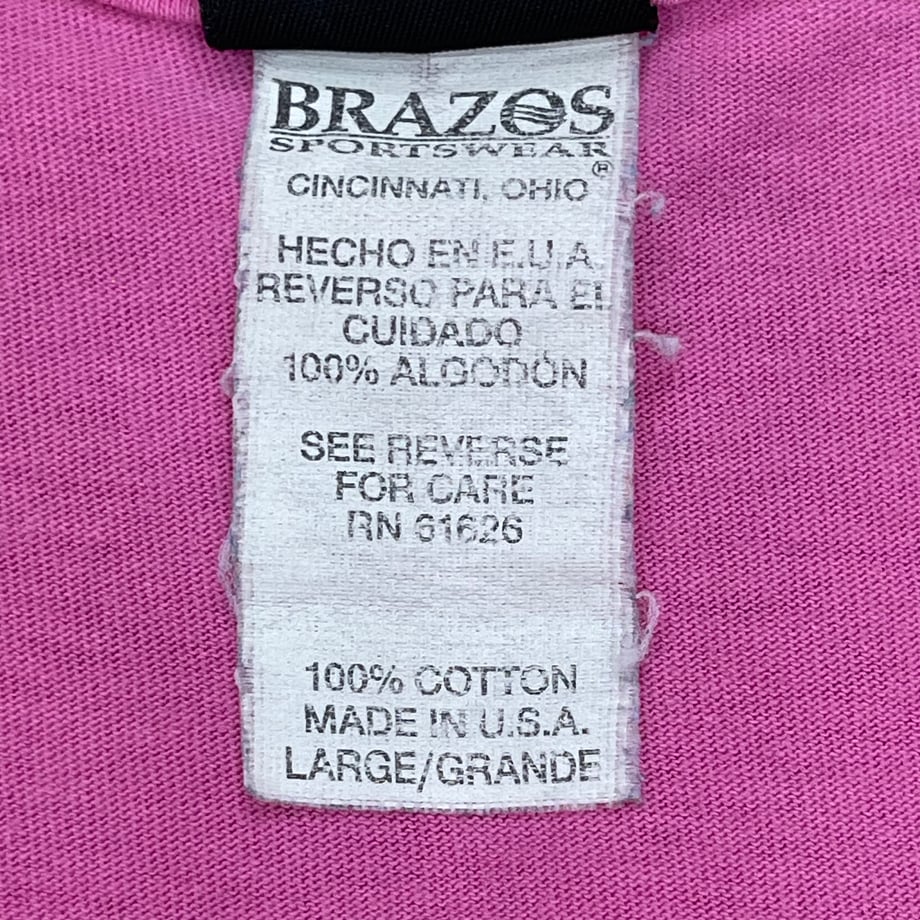 BRAZOS
SPORTSWEAR®
CINCINNATI, OHIO
HECHO EN E.U.A.
REVERSO PARA EL
CUIDADO
100% ALGODÓN
SEE REVERSE
FOR CARE
RN 61626
100% COTTON
MADE IN U.S.A.
LARGE/GRANDE